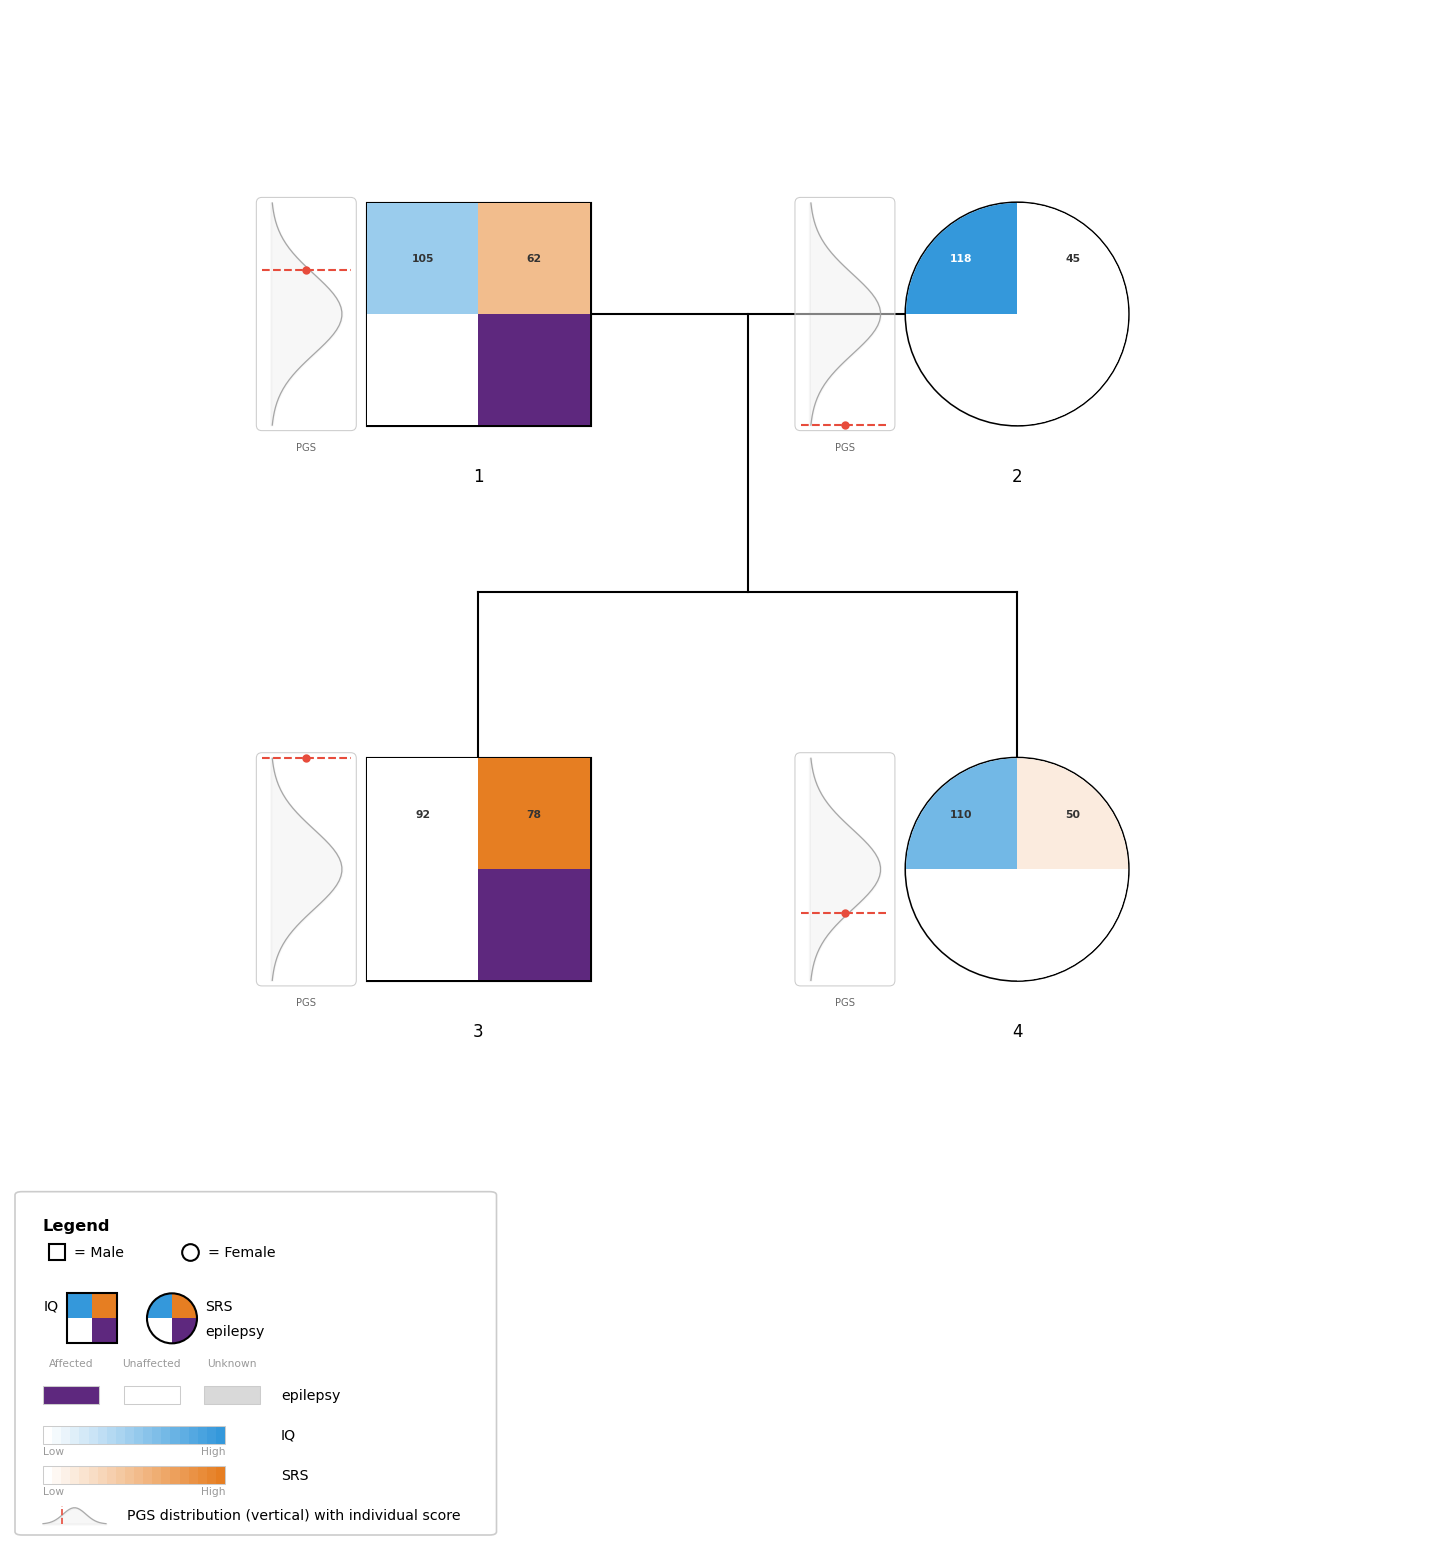 105 62
118 45
PGS
PGS
1
2
92 78
110 50
PGS
PGS
3
4
Legend
= Male = Female
IQ SRS
epilepsy
Affected Unaffected Unknown
epilepsy
IQ
Low High
SRS
Low High
PGS distribution (vertical) with individual score